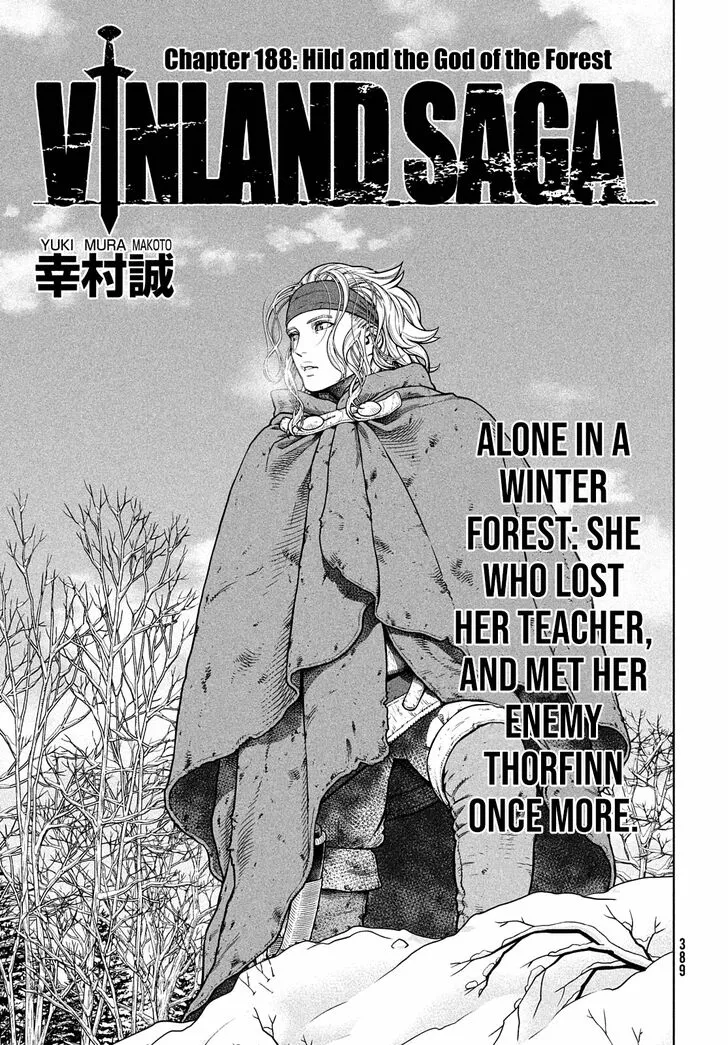 Chapter 188: Hild and the God of the Forest
VINLAND SAGA
YUKI MURA MAKOTO
幸村誠
ALONE IN A
WINTER
FOREST: SHE
WHO LOST
HER TEACHER,
AND MET HER
ENEMY
THORFINN
ONCE MORE.
389